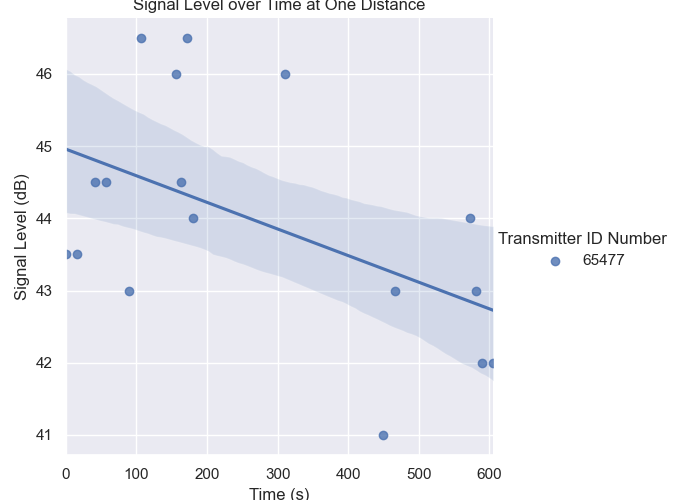 Signal Level over Time at One Distance
46
45
44
43
42
41
Signal Level (dB)
0 100 200 300 400 500 600
Time (s)
Transmitter ID Number
65477